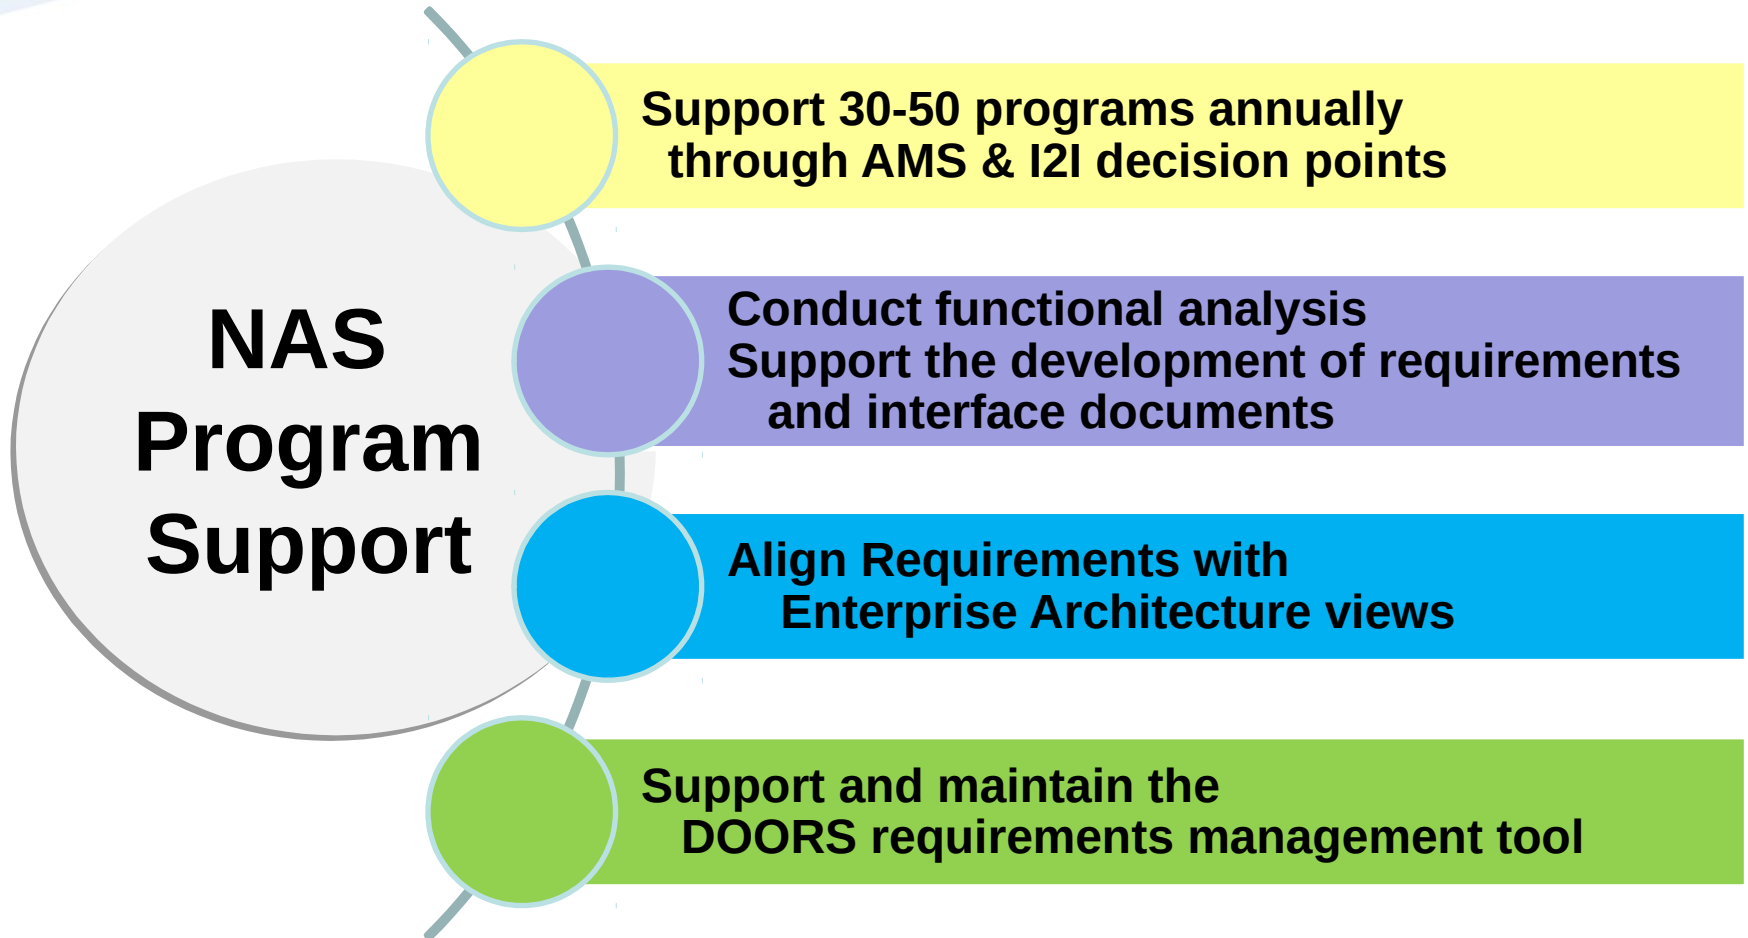 NAS
Program
Support
Support 30-50 programs annually
through AMS & I2I decision points
Conduct functional analysis
Support the development of requirements
and interface documents
Align Requirements with
Enterprise Architecture views
Support and maintain the
DOORS requirements management tool